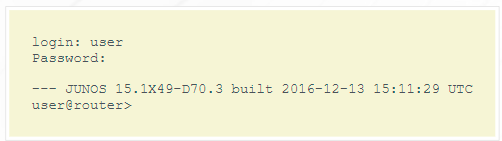 login: user
Password:
--- JUNOS 15.1X49-D70.3 built 2016-12-13 15:11:29 UTC
user@router>